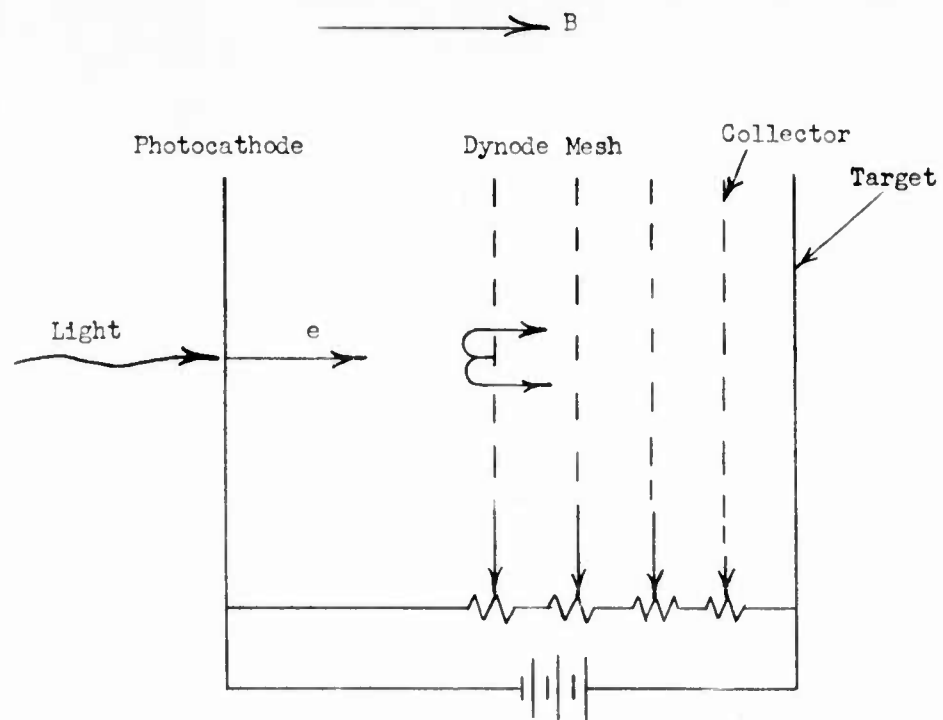 B
Photocathode
Dynode Mesh
Collector
Target
Light
e